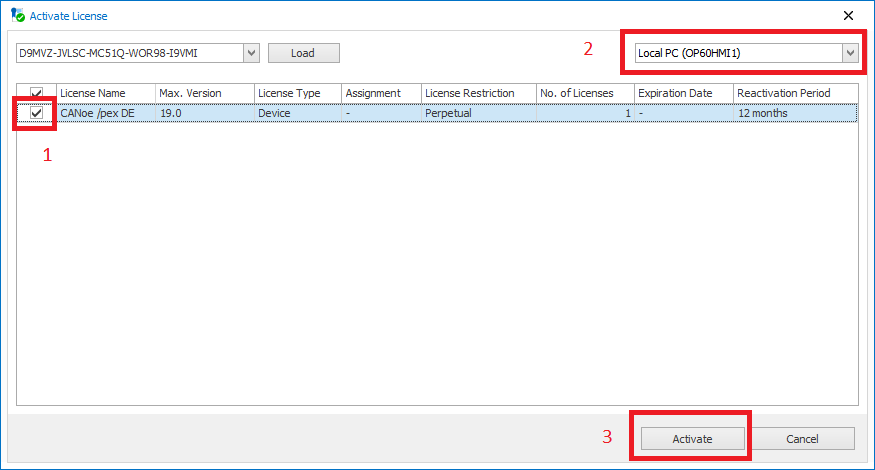 Activate License
D9MVZ-JVLSC-MC51Q-WOR98-I9VMI Load 2 Local PC (OP60HMI1)
License Name Max. Version License Type Assignment License Restriction No. of Licenses Expiration Date Reactivation Period
CANoe /pex DE 19.0 Device - Perpetual 1 - 12 months
1
3 Activate Cancel